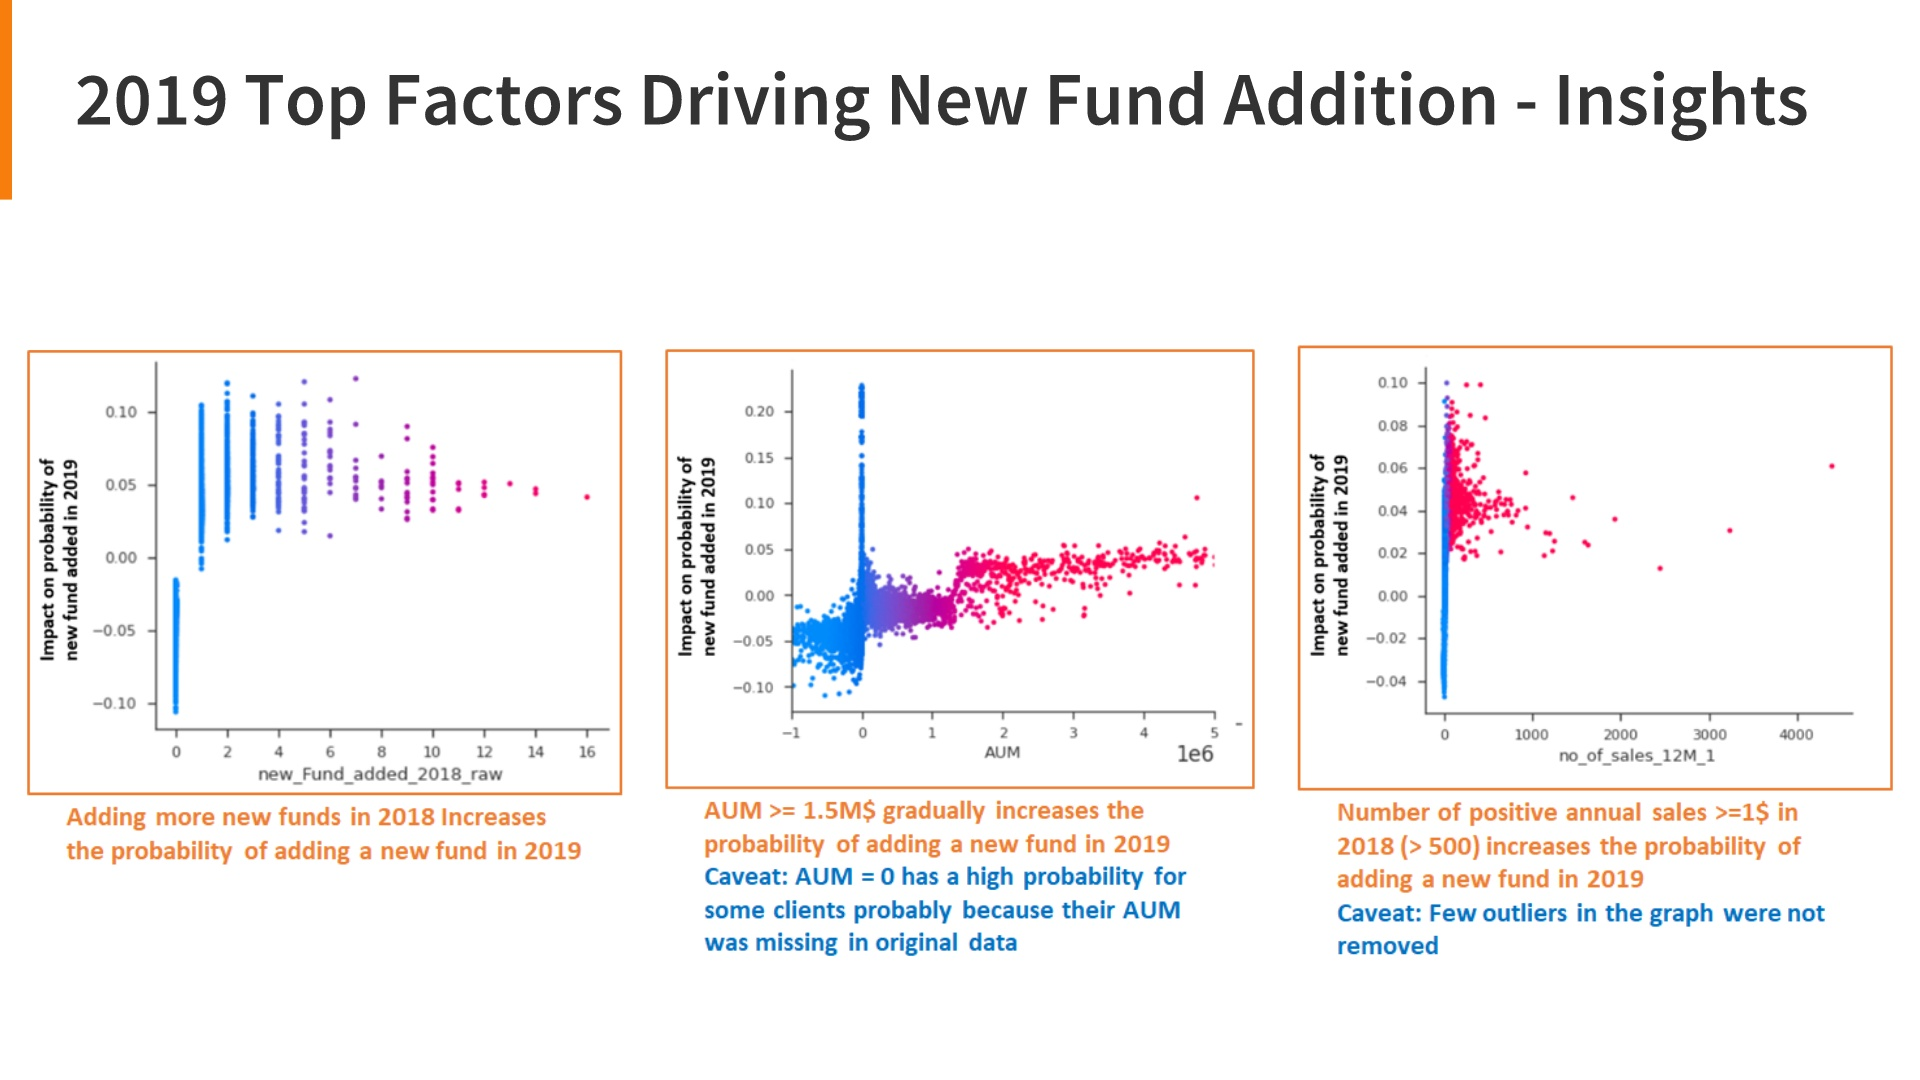 2019 Top Factors Driving New Fund Addition - Insights
Impact on probability of
new fund added in 2019
0.10
0.05
0.00
−0.05
−0.10
0 2 4 6 8 10 12 14 16
new_Fund_added_2018_raw
Adding more new funds in 2018 Increases
the probability of adding a new fund in 2019
Impact on probability of
new fund added in 2019
0.20
0.15
0.10
0.05
0.00
−0.05
−0.10
−1 0 1 2 3 4 5
AUM
1e6
AUM >= 1.5M$ gradually increases the
probability of adding a new fund in 2019
Caveat: AUM = 0 has a high probability for
some clients probably because their AUM
was missing in original data
Impact on probability of
new fund added in 2019
0.10
0.08
0.06
0.04
0.02
0.00
−0.02
−0.04
0 1000 2000 3000 4000
no_of_sales_12M_1
Number of positive annual sales >=1$ in
2018 (> 500) increases the probability of
adding a new fund in 2019
Caveat: Few outliers in the graph were not
removed